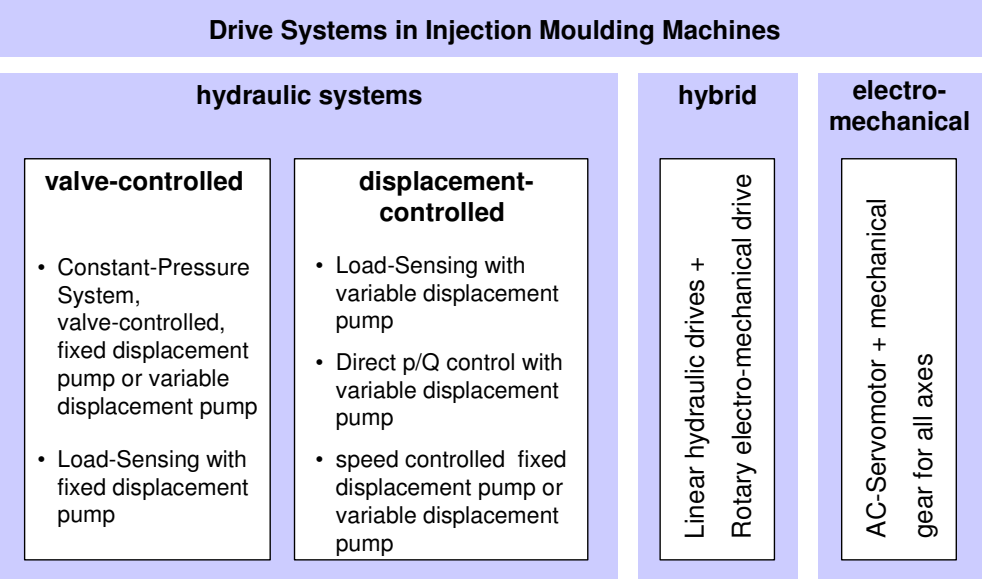 Drive Systems in Injection Moulding Machines
hydraulic systems
valve-controlled
• Constant-Pressure
System,
valve-controlled,
fixed displacement
pump or variable
displacement pump
• Load-Sensing with
fixed displacement
pump
displacement-
controlled
• Load-Sensing with
variable displacement
pump
• Direct p/Q control with
variable displacement
pump
• speed controlled fixed
displacement pump or
variable displacement
pump
hybrid
Linear hydraulic drives +
Rotary electro-mechanical drive
electro-
mechanical
AC-Servomotor + mechanical
gear for all axes